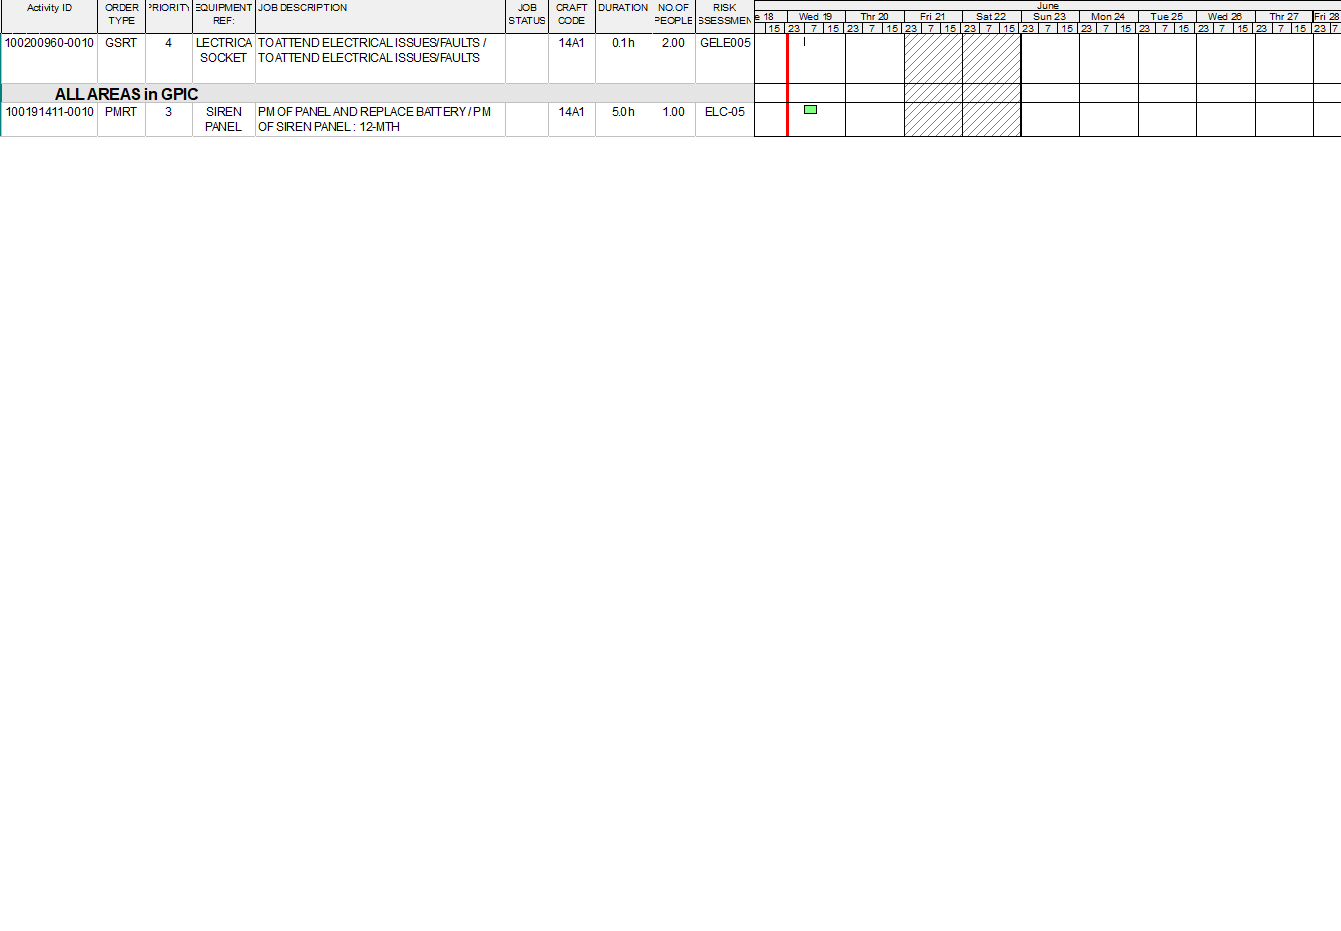 Activity ID ORDER TYPE PRIORITY EQUIPMENT REF: JOB DESCRIPTION JOB STATUS CRAFT CODE DURATION NO.OF PEOPLE RISK SSESSMEN
June
e 18 Wed 19 Thr 20 Fri 21 Sat 22 Sun 23 Mon 24 Tue 25 Wed 26 Thr 27 Fri 28
15 23 7 15 23 7 15 23 7 15 23 7 15 23 7 15 23 7 15 23 7 15 23 7 15 23 7 15 23 7
100200960-0010 GSRT 4 LECTRICA TO ATTEND ELECTRICAL ISSUES/FAULTS / 14A1 0.1h 2.00 GELE005
SOCKET TO ATTEND ELECTRICAL ISSUES/FAULTS
ALL AREAS in GPIC
100191411-0010 PMRT 3 SIREN PM OF PANEL AND REPLACE BATTERY / PM 14A1 5.0h 1.00 ELC-05
PANEL OF SIREN PANEL : 12-MTH